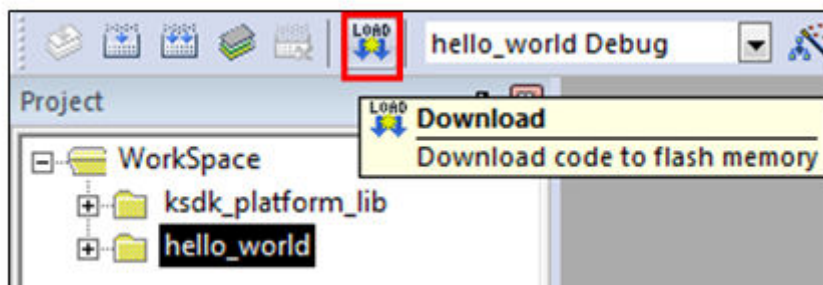 LOAD
hello_world Debug
Project
LOAD
Download
Download code to flash memory
WorkSpace
ksdk_platform_lib
hello_world